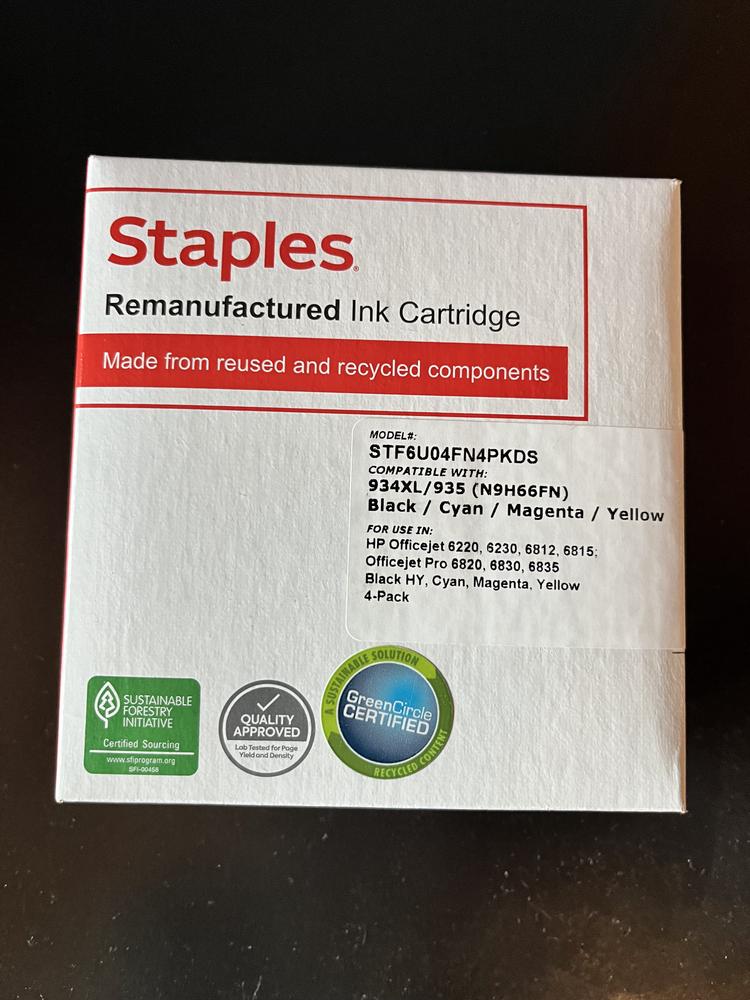 Staples®
Remanufactured Ink Cartridge
Made from reused and recycled components
MODEL#:
STF6U04FN4PKDS
COMPATIBLE WITH:
934XL/935 (N9H66FN)
Black / Cyan / Magenta / Yellow
FOR USE IN:
HP Officejet 6220, 6230, 6812, 6815;
Officejet Pro 6820, 6830, 6835
Black HY, Cyan, Magenta, Yellow
4-Pack
SUSTAINABLE
FORESTRY
INITIATIVE
Certified Sourcing
www.sfiprogram.org
SFI-00458
QUALITY
APPROVED
Lab Tested for Page
Yield and Density
A SUSTAINABLE SOLUTION
GreenCircle
CERTIFIED
RECYCLED CONTENT